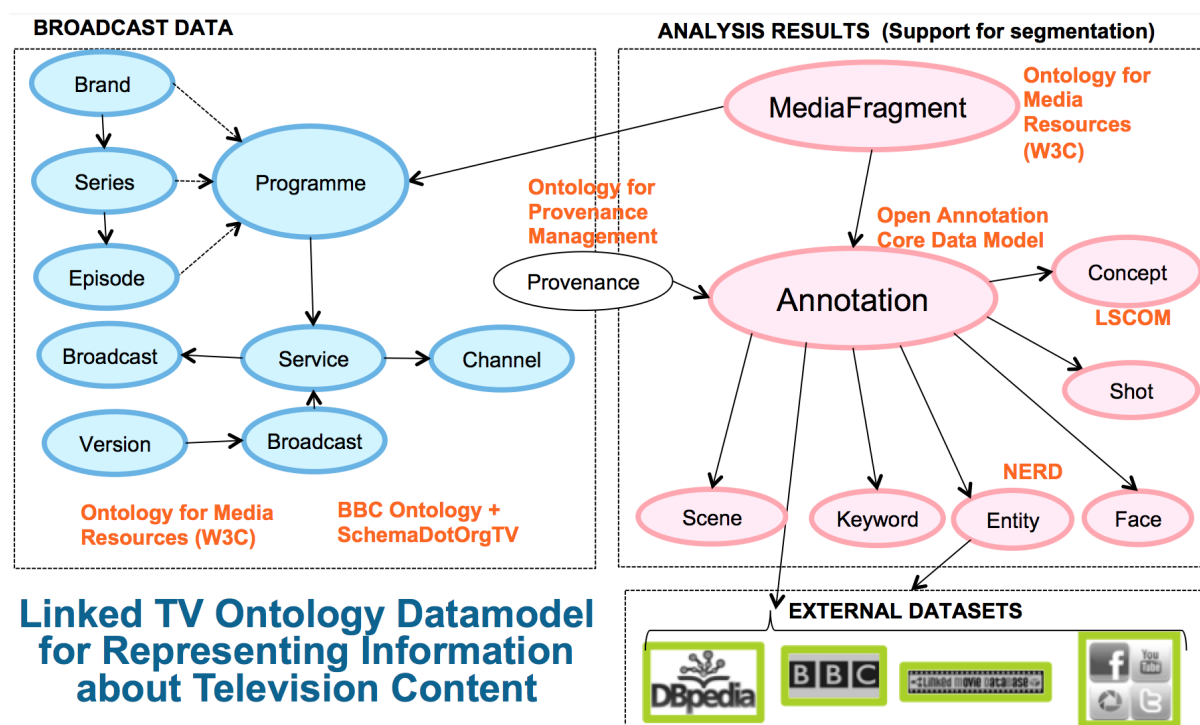 BROADCAST DATA
Brand
Series
Episode
Programme
Broadcast
Service
Channel
Version
Broadcast
Ontology for Media
Resources (W3C)
BBC Ontology +
SchemaDotOrgTV
ANALYSIS RESULTS (Support for segmentation)
MediaFragment
Ontology for
Media
Resources
(W3C)
Ontology for
Provenance
Management
Provenance
Open Annotation
Core Data Model
Annotation
Concept
LSCOM
Shot
NERD
Scene
Keyword
Entity
Face
Linked TV Ontology Datamodel
for Representing Information
about Television Content
EXTERNAL DATASETS
DBpedia
BBC
LINKED MOVIE DATABASE
f
You
Tube
t